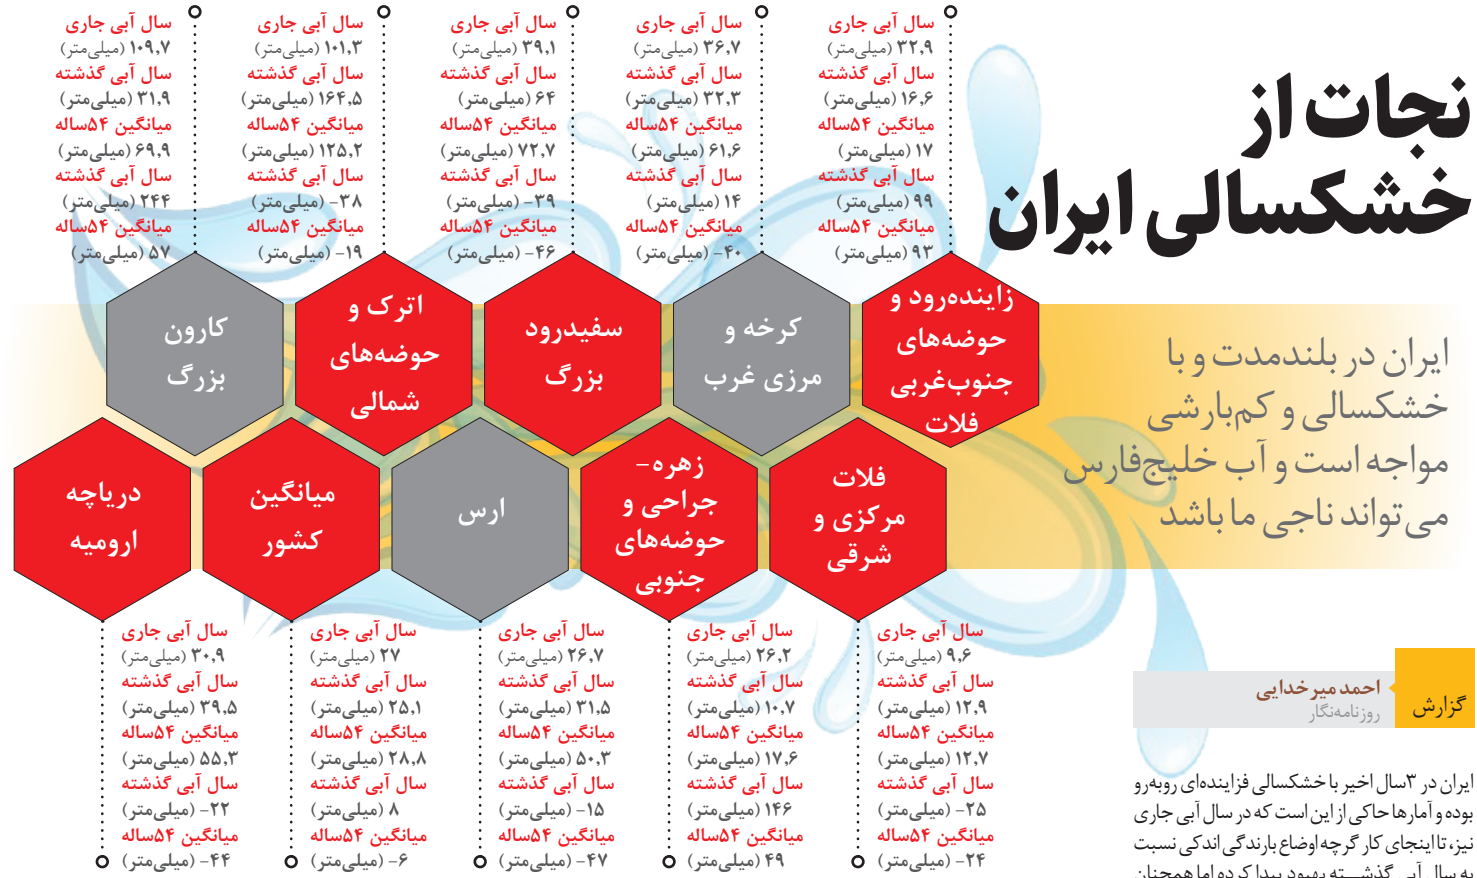 نجات از
خشکسالی ایران
ایران در بلندمدت و با
خشکسالی و کم‌بارشی
مواجه است و آب خلیج‌فارس
می‌تواند ناجی ما باشد
گزارش
احمد میرخدایی
روزنامه‌نگار
ایران در ۳سال اخیر با خشکسالی فزاینده‌ای روبه‌رو
بوده و آمارها حاکی از این است که در سال آبی جاری
نیز، تا اینجای کار گرچه اوضاع بارندگی اندکی نسبت
به سال آبی گذشته بهبود پیدا کرده اما همچنان
سال آبی جاری
۳۲٫۹ (میلی‌متر)
سال آبی گذشته
۱۶٫۶ (میلی‌متر)
میانگین ۵۴ساله
۱۷ (میلی‌متر)
سال آبی گذشته
۹۹ (میلی‌متر)
میانگین ۵۴ساله
۹۳ (میلی‌متر)
زاینده‌رود و
حوضه‌های
جنوب‌غربی
فلات
سال آبی جاری
۳۶٫۷ (میلی‌متر)
سال آبی گذشته
۳۲٫۳ (میلی‌متر)
میانگین ۵۴ساله
۶۱٫۶ (میلی‌متر)
سال آبی گذشته
۱۴ (میلی‌متر)
میانگین ۵۴ساله
۴۰- (میلی‌متر)
کرخه و
مرزی غرب
سال آبی جاری
۳۹٫۱ (میلی‌متر)
سال آبی گذشته
۶۴ (میلی‌متر)
میانگین ۵۴ساله
۷۲٫۷ (میلی‌متر)
سال آبی گذشته
۳۹- (میلی‌متر)
میانگین ۵۴ساله
۴۶- (میلی‌متر)
سفیدرود
بزرگ
سال آبی جاری
۱۰۱٫۳ (میلی‌متر)
سال آبی گذشته
۱۶۴٫۵ (میلی‌متر)
میانگین ۵۴ساله
۱۲۵٫۲ (میلی‌متر)
سال آبی گذشته
۳۸- (میلی‌متر)
میانگین ۵۴ساله
۱۹- (میلی‌متر)
اترک و
حوضه‌های
شمالی
سال آبی جاری
۱۰۹٫۷ (میلی‌متر)
سال آبی گذشته
۳۱٫۹ (میلی‌متر)
میانگین ۵۴ساله
۶۹٫۹ (میلی‌متر)
سال آبی گذشته
۲۴۴ (میلی‌متر)
میانگین ۵۴ساله
۵۷ (میلی‌متر)
کارون
بزرگ
فلات
مرکزی و
شرقی
سال آبی جاری
۹٫۶ (میلی‌متر)
سال آبی گذشته
۱۲٫۹ (میلی‌متر)
میانگین ۵۴ساله
۱۲٫۷ (میلی‌متر)
سال آبی گذشته
۲۵- (میلی‌متر)
میانگین ۵۴ساله
۲۴- (میلی‌متر)
زهره-
جراحی و
حوضه‌های
جنوبی
سال آبی جاری
۲۶٫۲ (میلی‌متر)
سال آبی گذشته
۱۰٫۷ (میلی‌متر)
میانگین ۵۴ساله
۱۷٫۶ (میلی‌متر)
سال آبی گذشته
۱۴۶ (میلی‌متر)
میانگین ۵۴ساله
۴۹ (میلی‌متر)
ارس
سال آبی جاری
۲۶٫۷ (میلی‌متر)
سال آبی گذشته
۳۱٫۵ (میلی‌متر)
میانگین ۵۴ساله
۵۰٫۳ (میلی‌متر)
سال آبی گذشته
۱۵- (میلی‌متر)
میانگین ۵۴ساله
۴۷- (میلی‌متر)
میانگین
کشور
سال آبی جاری
۲۷ (میلی‌متر)
سال آبی گذشته
۲۵٫۱ (میلی‌متر)
میانگین ۵۴ساله
۲۸٫۸ (میلی‌متر)
سال آبی گذشته
۸ (میلی‌متر)
میانگین ۵۴ساله
۶- (میلی‌متر)
دریاچه
ارومیه
سال آبی جاری
۳۰٫۹ (میلی‌متر)
سال آبی گذشته
۳۹٫۵ (میلی‌متر)
میانگین ۵۴ساله
۵۵٫۳ (میلی‌متر)
سال آبی گذشته
۲۲- (میلی‌متر)
میانگین ۵۴ساله
۴۴- (میلی‌متر)